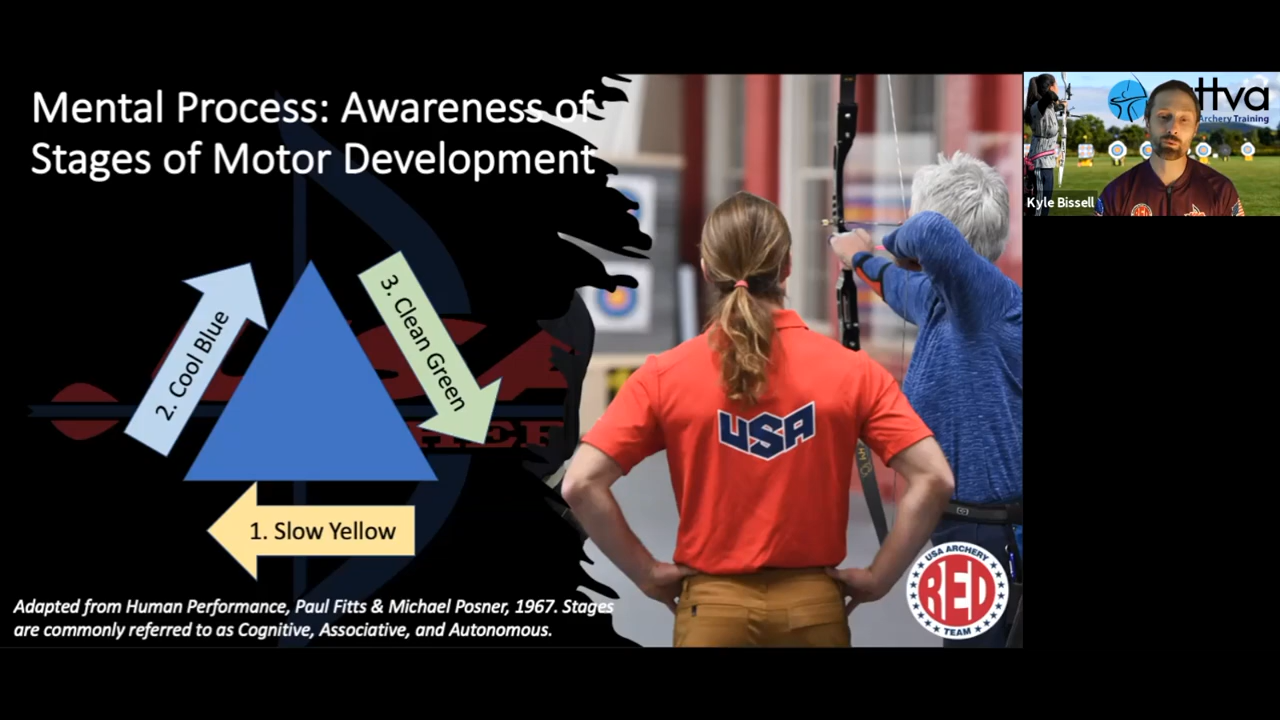 Mental Process: Awareness of
Stages of Motor Development
2. Cool Blue
3. Clean Green
1. Slow Yellow
Adapted from Human Performance, Paul Fitts & Michael Posner, 1967. Stages
are commonly referred to as Cognitive, Associative, and Autonomous.
USA
USA ARCHERY
RED
TEAM
Archery Training
Kyle Bissell
RED